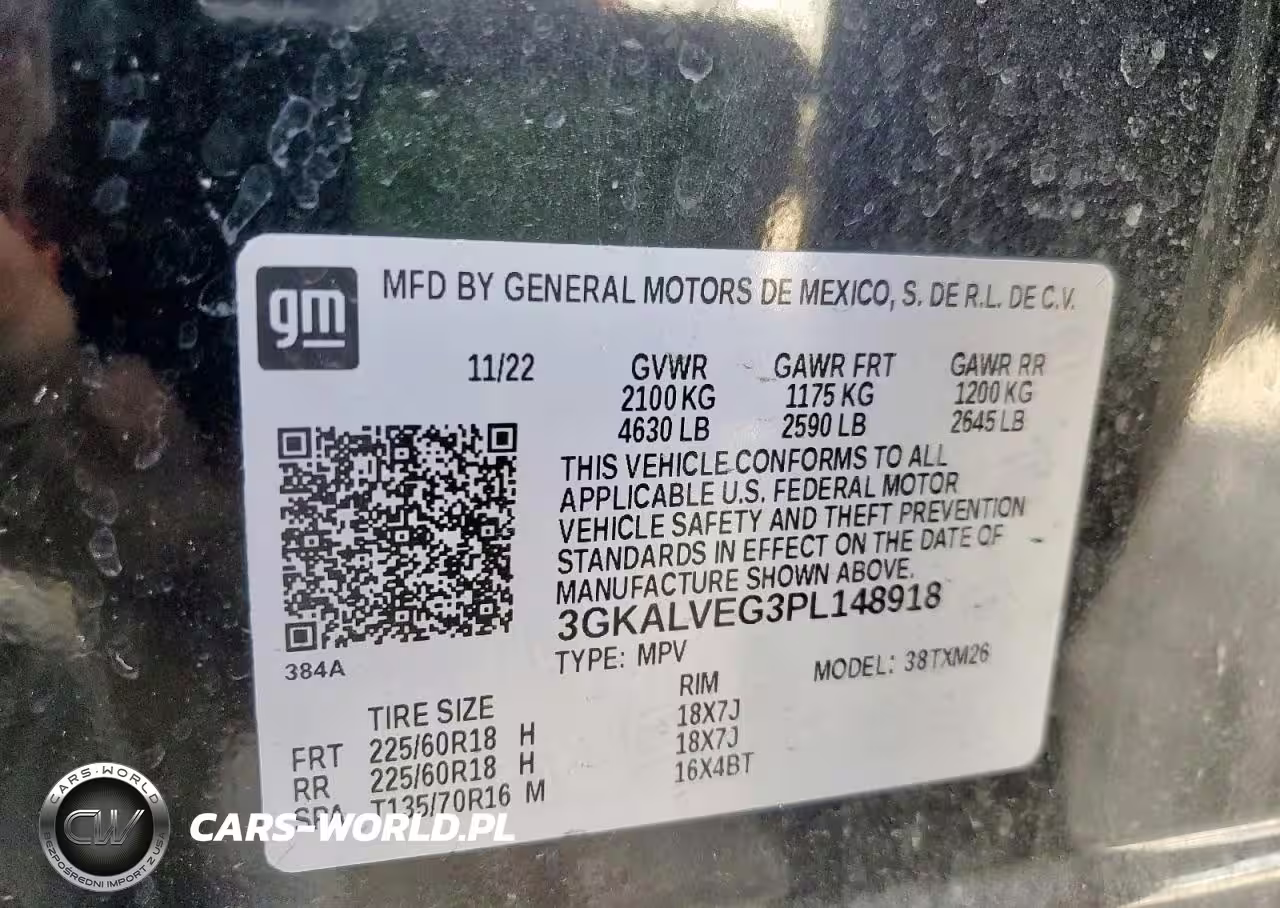 gm
MFD BY GENERAL MOTORS DE MEXICO, S. DE R.L. DE C.V.
11/22 GVWR GAWR FRT GAWR RR
2100 KG 1175 KG 1200 KG
4630 LB 2590 LB 2645 LB
THIS VEHICLE CONFORMS TO ALL
APPLICABLE U.S. FEDERAL MOTOR
VEHICLE SAFETY AND THEFT PREVENTION
STANDARDS IN EFFECT ON THE DATE OF
MANUFACTURE SHOWN ABOVE.
3GKALVEG3PL148918
384A
TYPE: MPV MODEL: 38TXM26
TIRE SIZE RIM
FRT 225/60R18 H 18X7J
RR 225/60R18 H 18X7J
SPA T135/70R16 M 16X4BT
CARS-WORLD
CW
BEZPOŚREDNI IMPORT Z USA
CARS-WORLD.PL